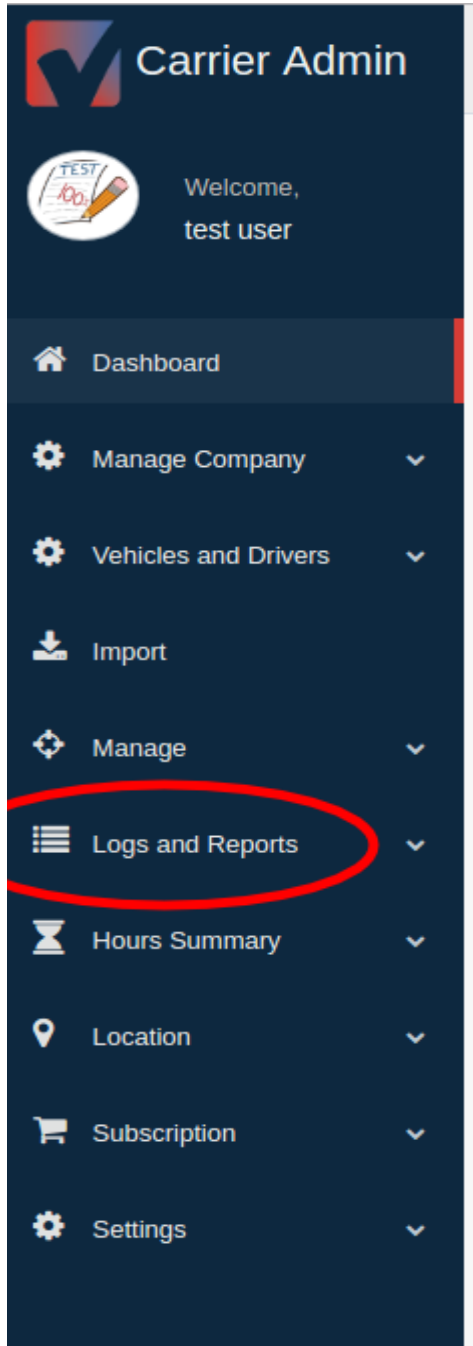 Carrier Admin
TEST
100%
Welcome,
test user
Dashboard
Manage Company
Vehicles and Drivers
Import
Manage
Logs and Reports
Hours Summary
Location
Subscription
Settings